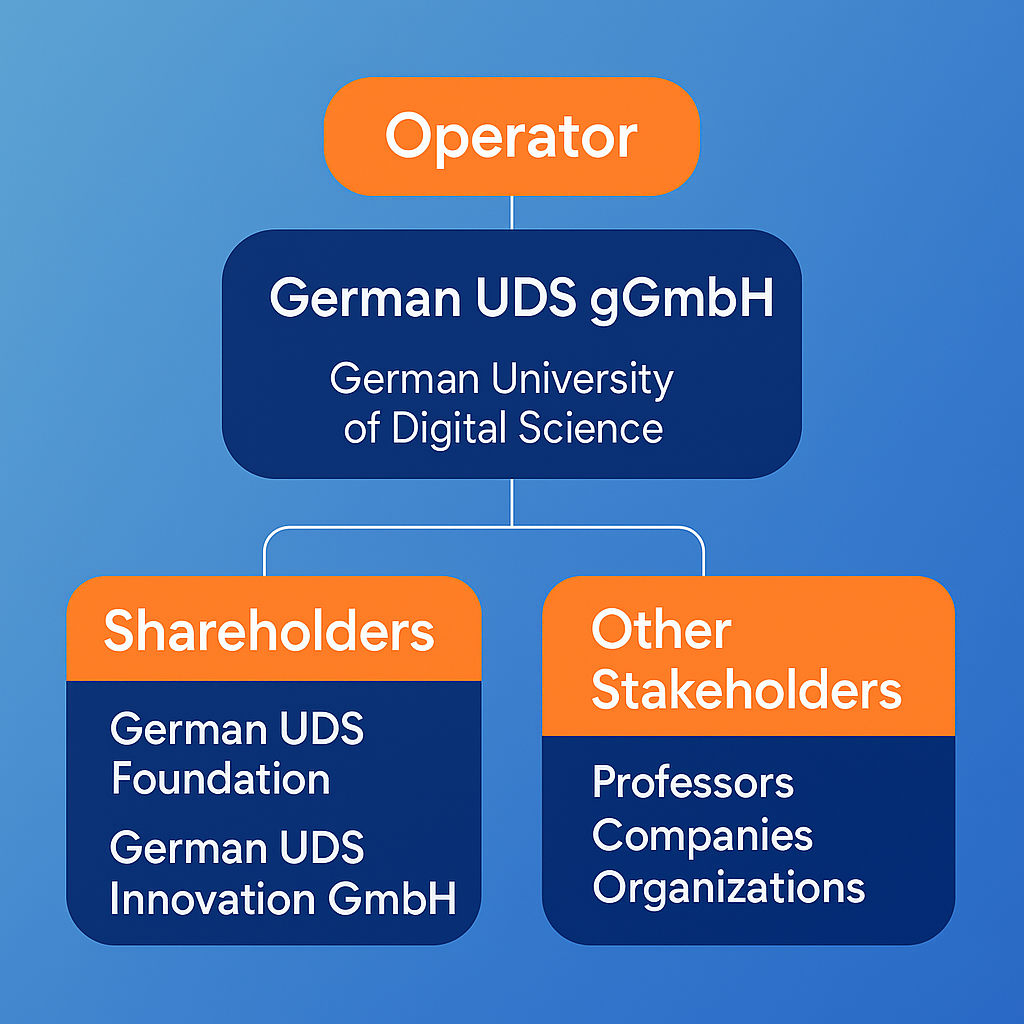 Operator
German UDS gGmbH
German University
of Digital Science
Shareholders
German UDS
Foundation
German UDS
Innovation GmbH
Other
Stakeholders
Professors
Companies
Organizations